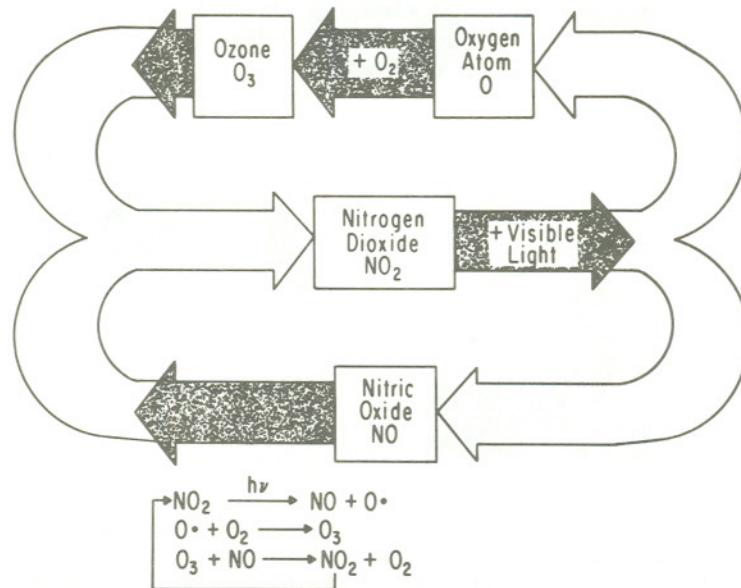 Ozone
O₃
+ O₂
Oxygen
Atom
O
Nitrogen
Dioxide
NO₂
+ Visible
Light
Nitric
Oxide
NO
NO₂ —hν→ NO + O•
O• + O₂ → O₃
O₃ + NO → NO₂ + O₂